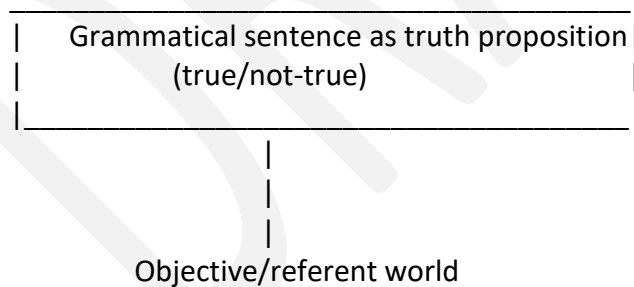 Grammatical sentence as truth proposition
(true/not-true)
Objective/referent world